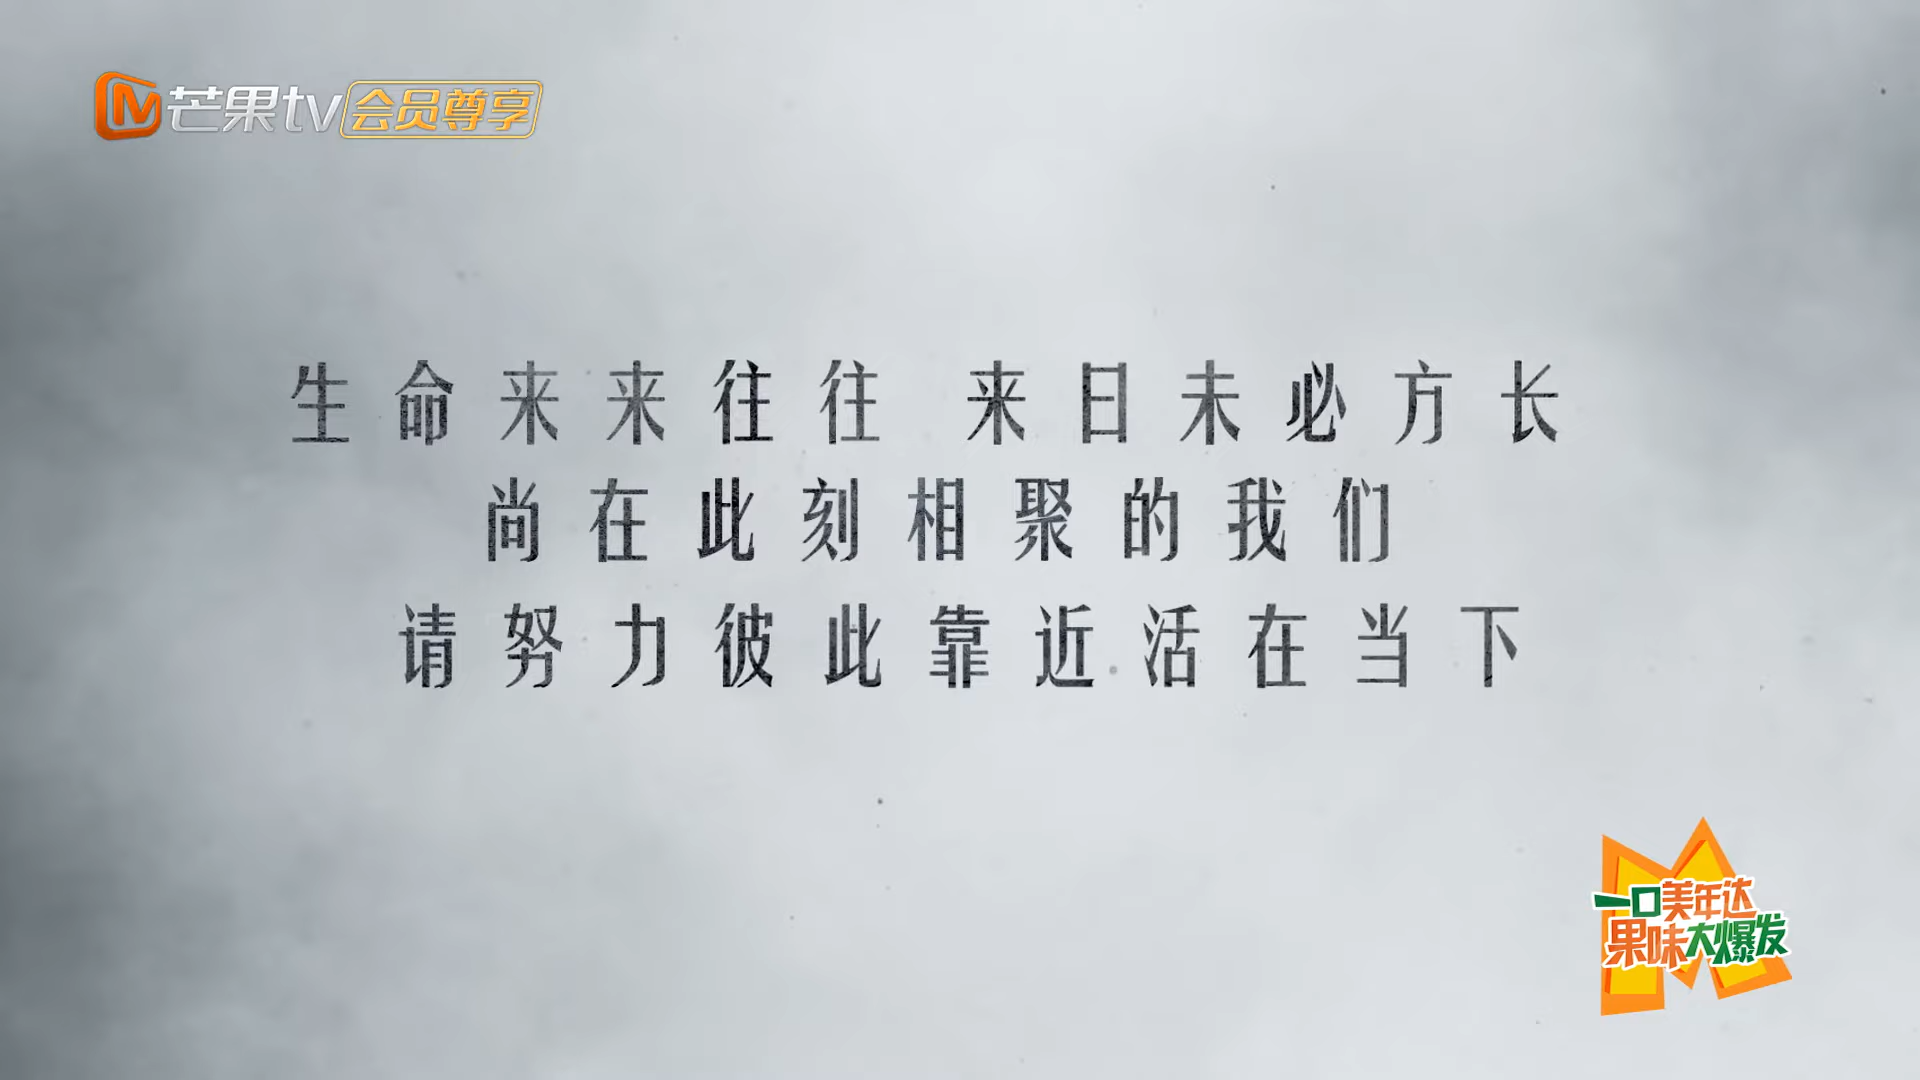 芒果tv会员尊享
生命来来往往 来日未必方长
尚在此刻相聚的我们
请努力彼此靠近活在当下
一口美年达
果味大爆发